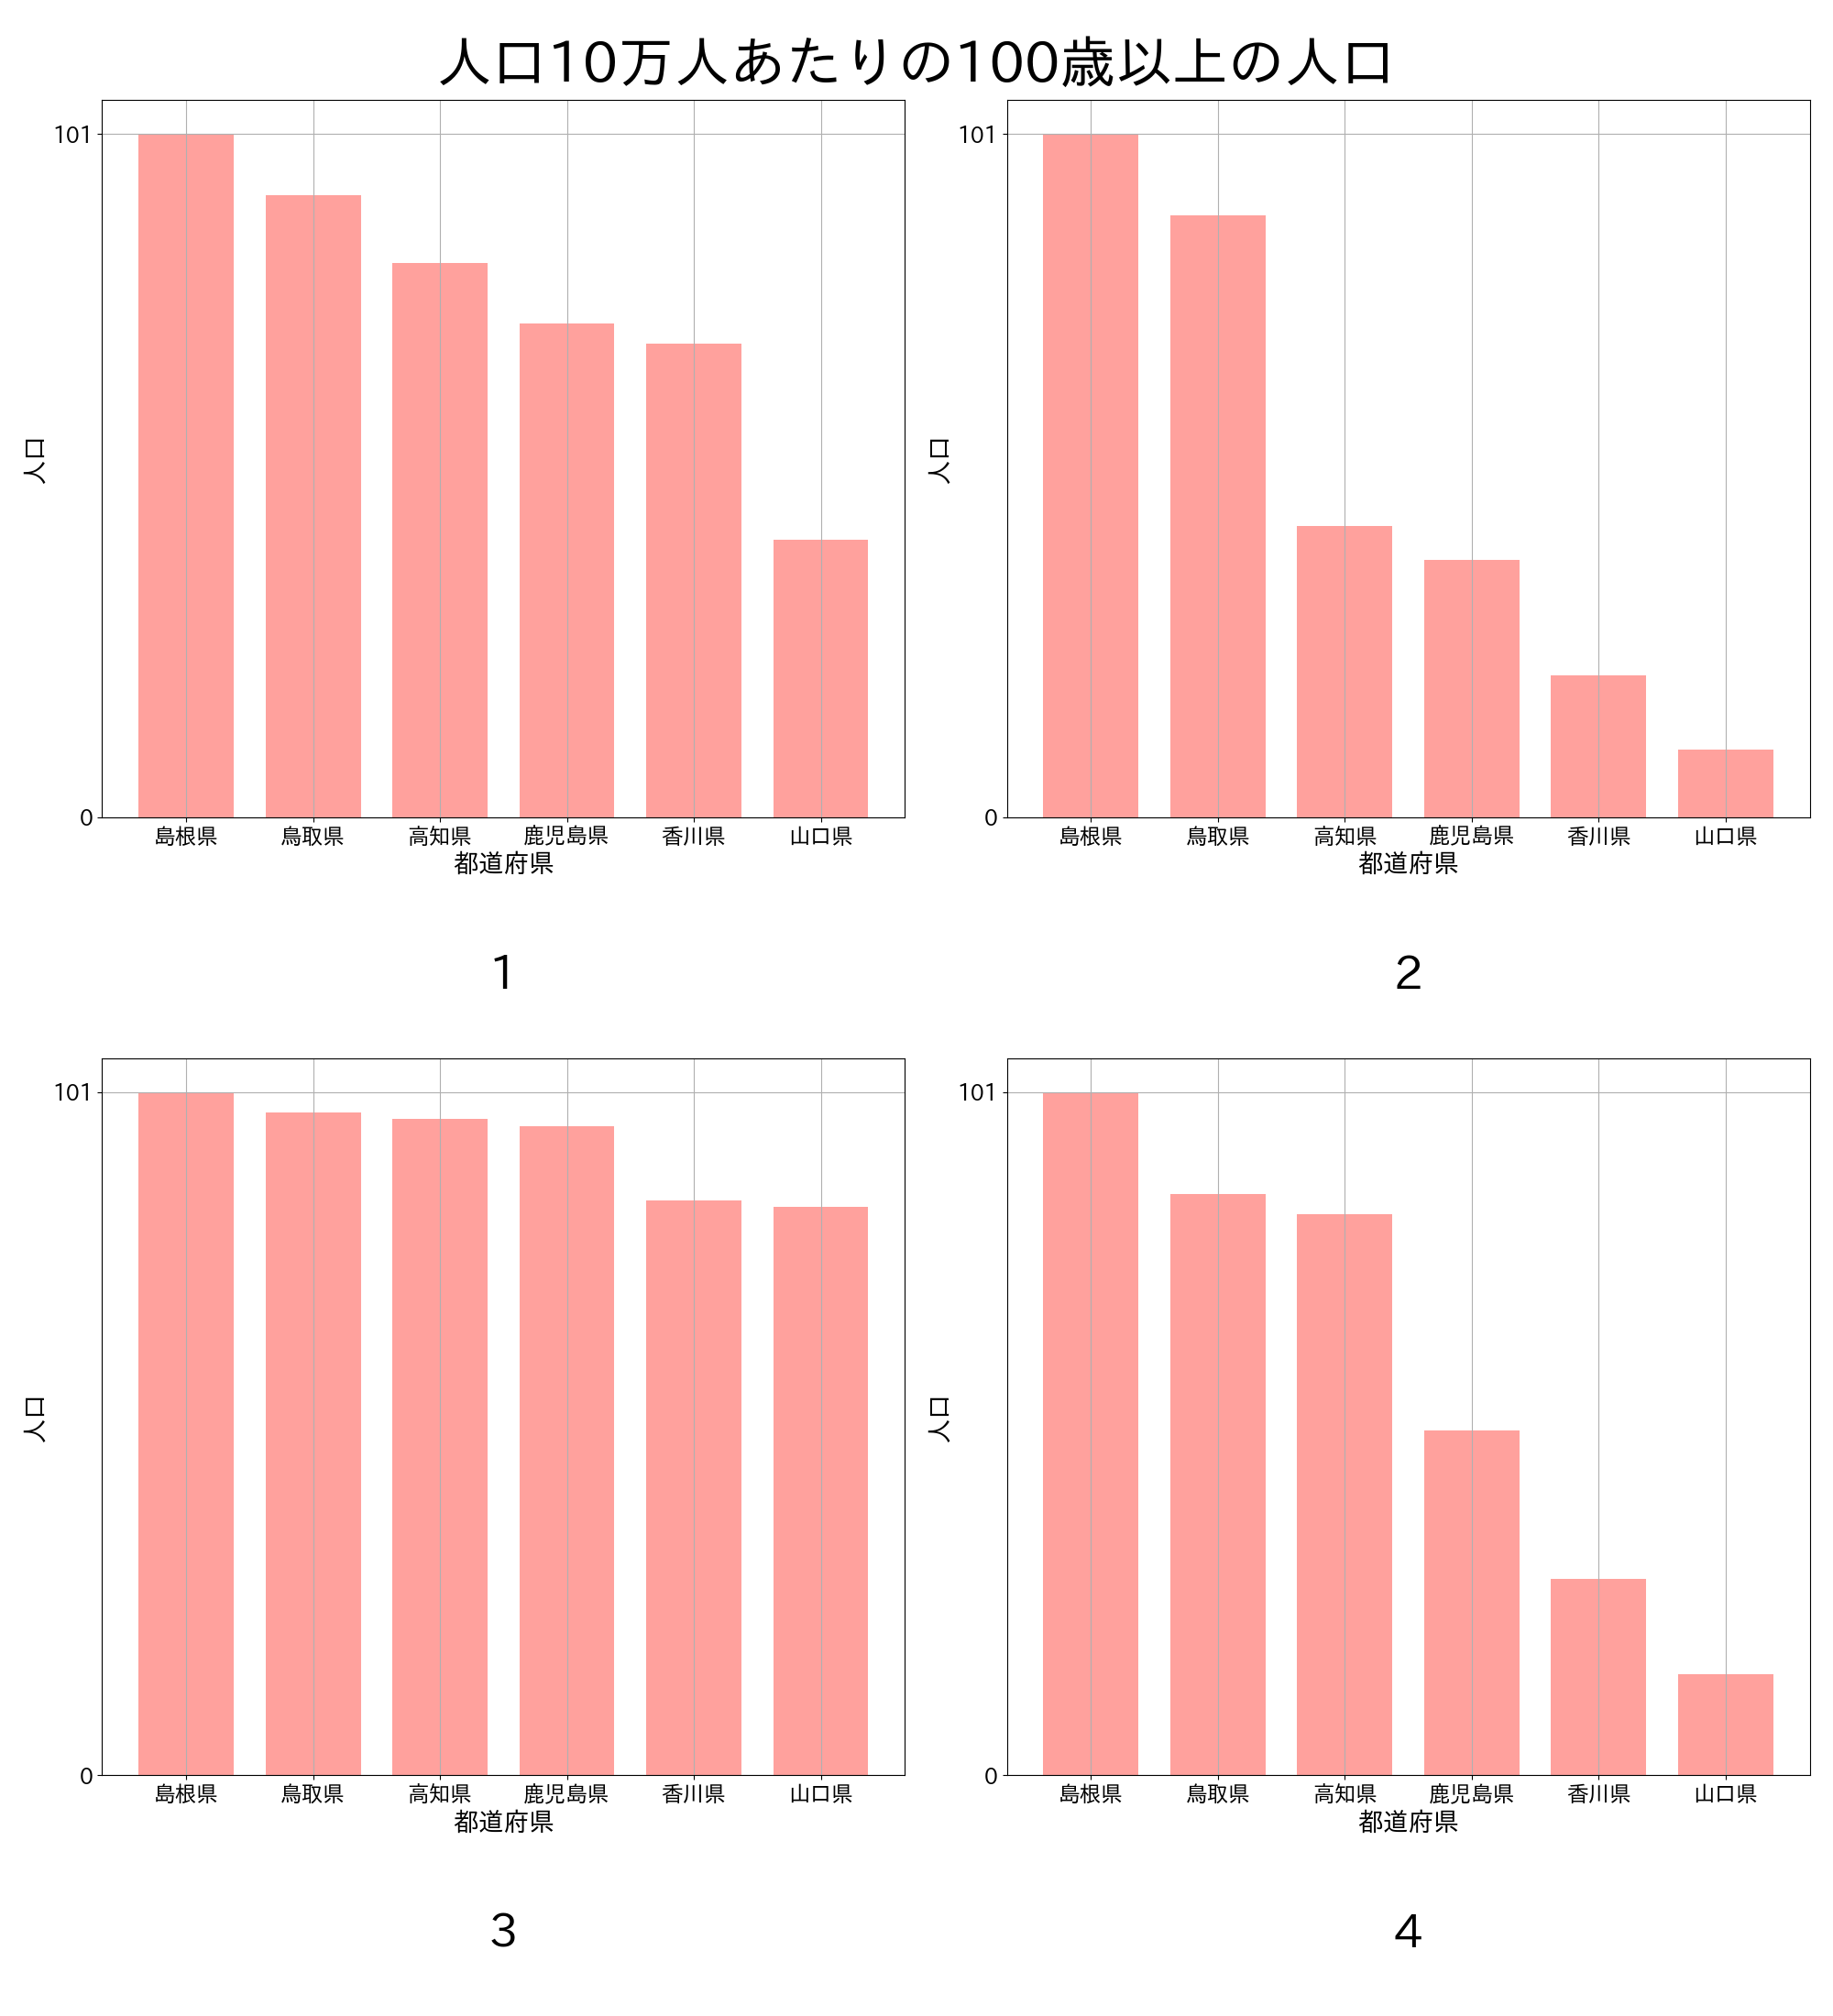 人口10万人あたりの100歳以上の人口
101
0
人口
島根県 鳥取県 高知県 鹿児島県 香川県 山口県
都道府県
1
101
0
人口
島根県 鳥取県 高知県 鹿児島県 香川県 山口県
都道府県
2
101
0
人口
島根県 鳥取県 高知県 鹿児島県 香川県 山口県
都道府県
3
101
0
人口
島根県 鳥取県 高知県 鹿児島県 香川県 山口県
都道府県
4